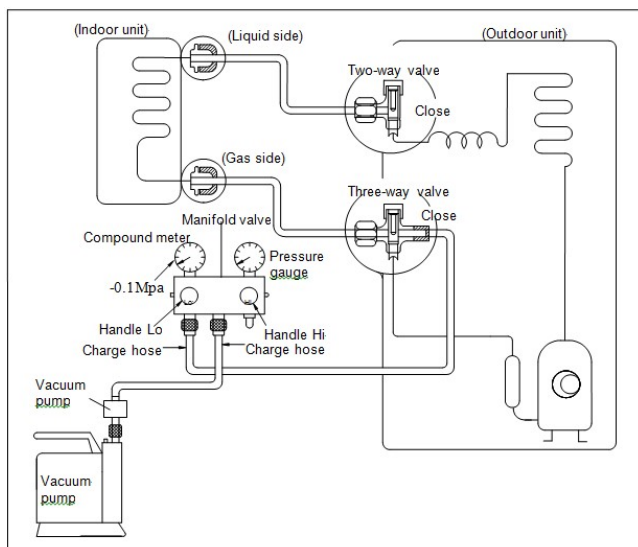 (Indoor unit)
(Liquid side)
(Outdoor unit)
Two-way valve
Close
(Gas side)
Three-way valve
Close
Manifold valve
Compound meter
Pressure
gauge
-0.1Mpa
Handle Lo
Handle Hi
Charge hose
Charge hose
Vacuum
pump
Vacuum
pump
Lo